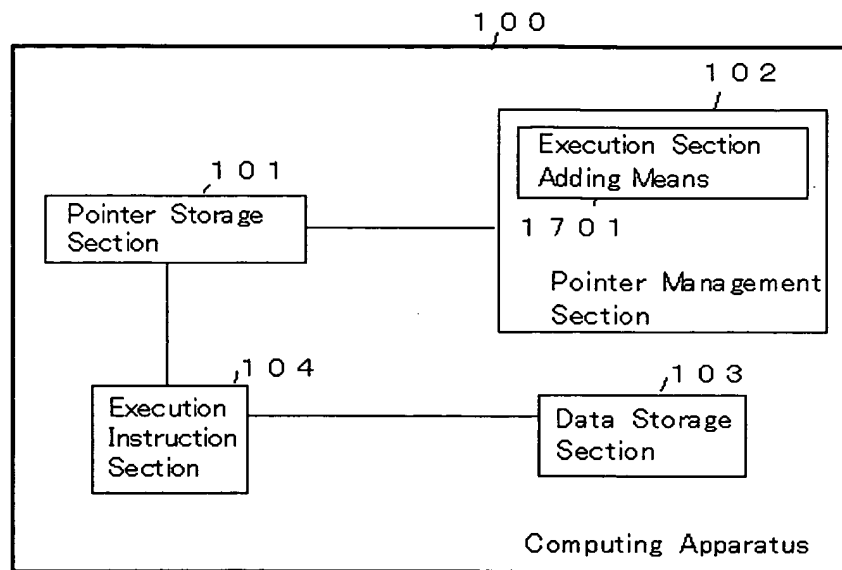 100
102
Execution Section
Adding Means
1701
Pointer Management
Section
101
Pointer Storage
Section
104
Execution
Instruction
Section
103
Data Storage
Section
Computing Apparatus